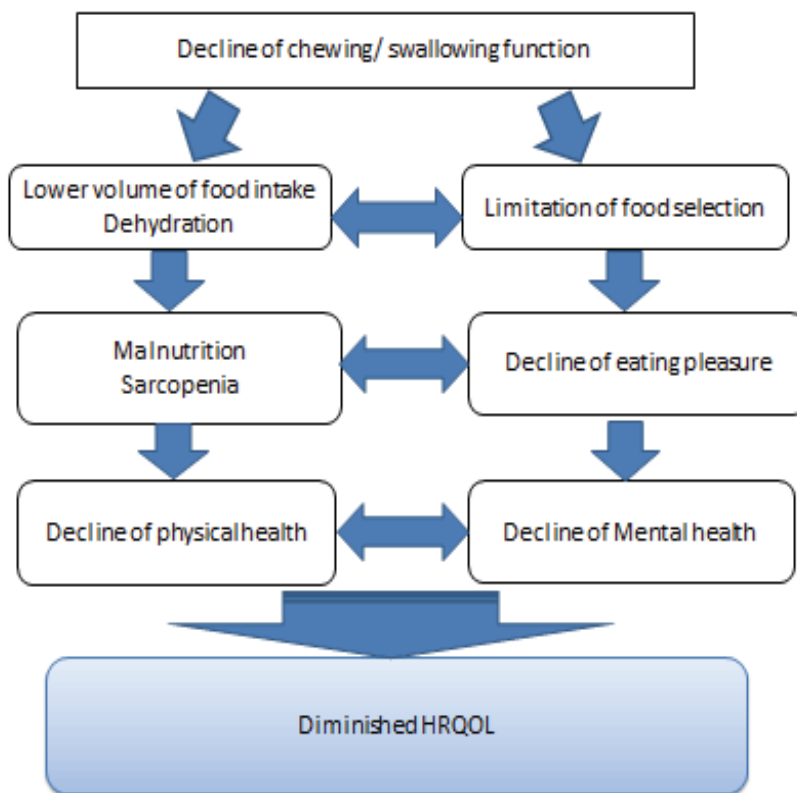 Decline of chewing/ swallowing function
Lower volume of food intake
Dehydration
Limitation of food selection
Malnutrition
Sarcopenia
Decline of eating pleasure
Decline of physical health
Decline of Mental health
Diminished HRQOL